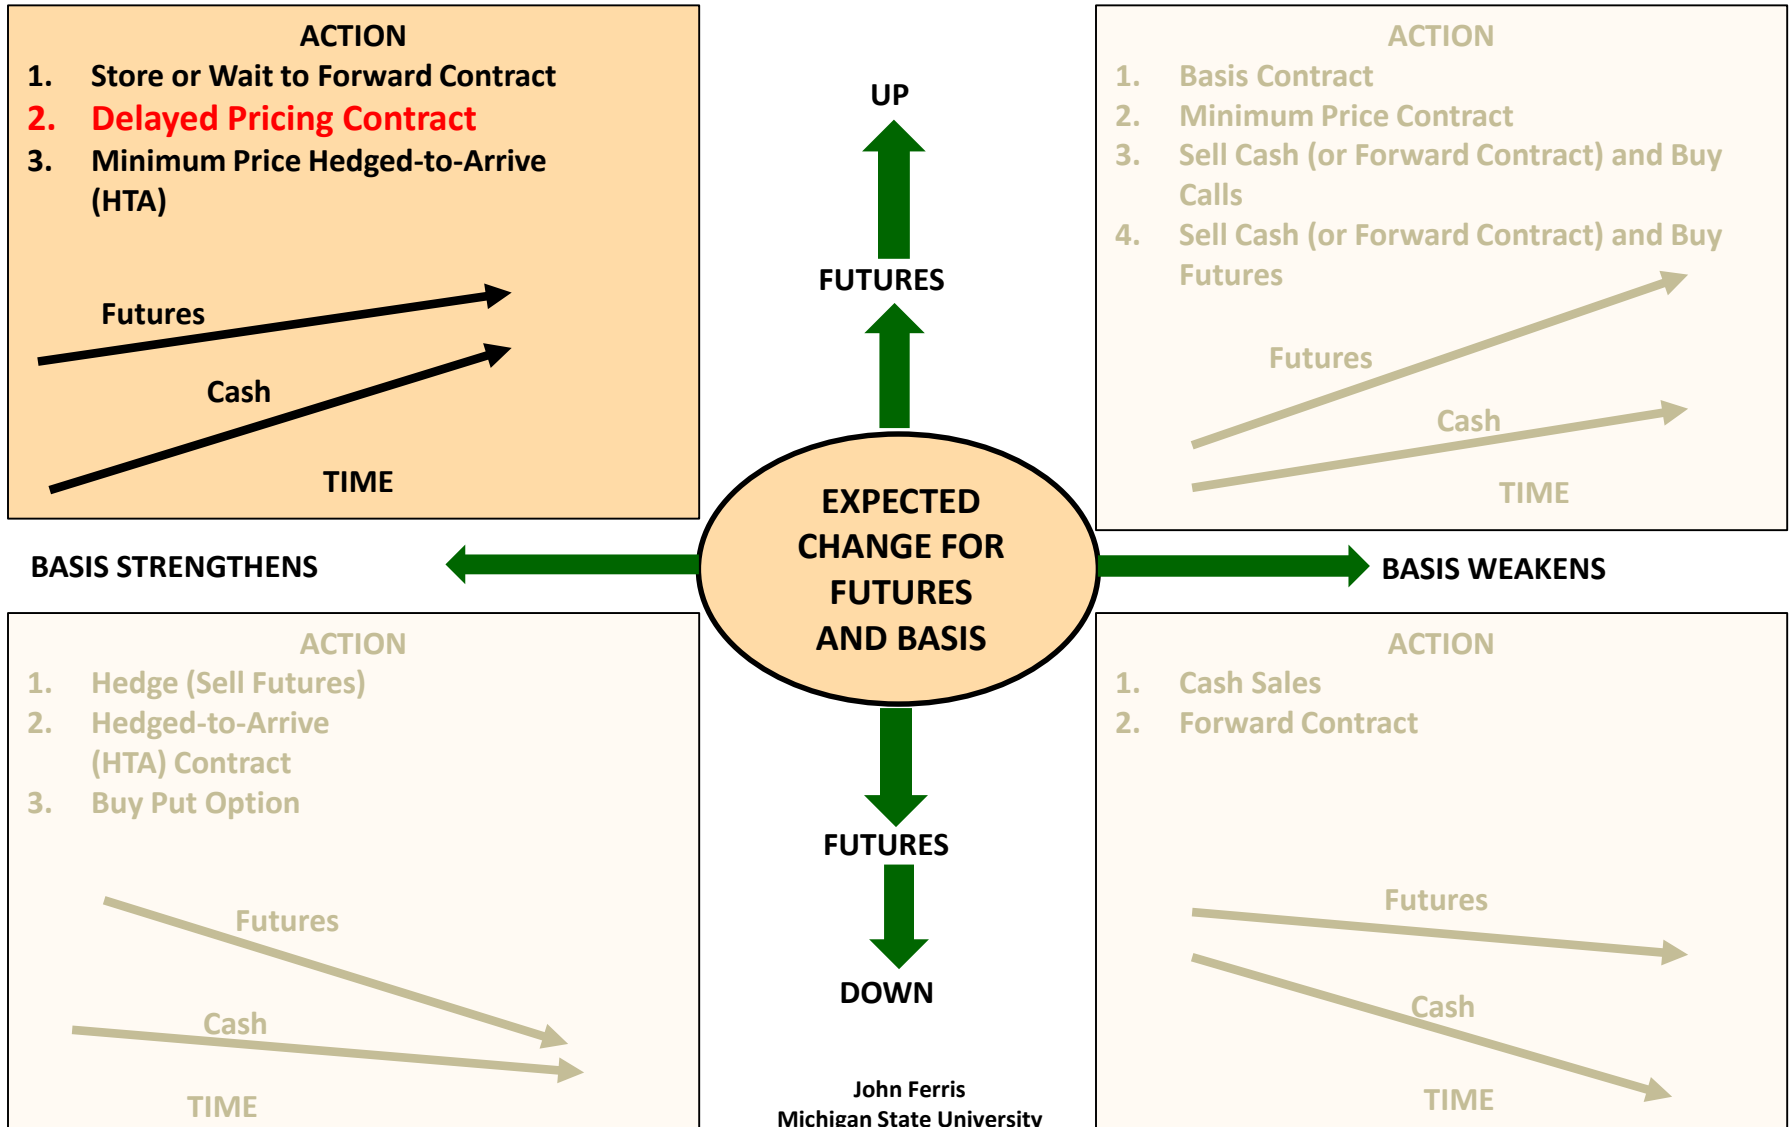 ACTION
1. Store or Wait to Forward Contract
2. Delayed Pricing Contract
3. Minimum Price Hedged-to-Arrive
(HTA)
Futures
Cash
TIME
UP
FUTURES
ACTION
1. Basis Contract
2. Minimum Price Contract
3. Sell Cash (or Forward Contract) and Buy
Calls
4. Sell Cash (or Forward Contract) and Buy
Futures
Futures
Cash
TIME
BASIS STRENGTHENS
EXPECTED
CHANGE FOR
FUTURES
AND BASIS
BASIS WEAKENS
ACTION
1. Hedge (Sell Futures)
2. Hedged-to-Arrive
(HTA) Contract
3. Buy Put Option
Futures
Cash
TIME
FUTURES
DOWN
John Ferris
Michigan State University
ACTION
1. Cash Sales
2. Forward Contract
Futures
Cash
TIME